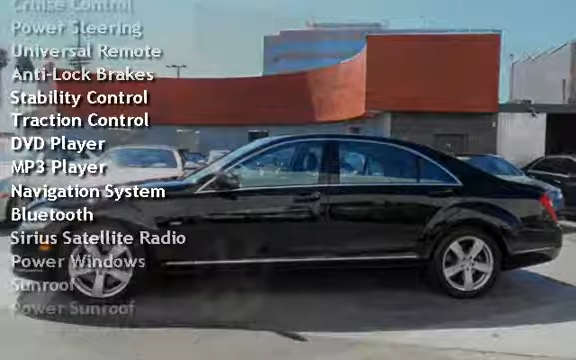 Cruise Control
Power Steering
Universal Remote
Anti-Lock Brakes
Stability Control
Traction Control
DVD Player
MP3 Player
Navigation System
Bluetooth
Sirius Satellite Radio
Power Windows
Sunroof
Power Sunroof